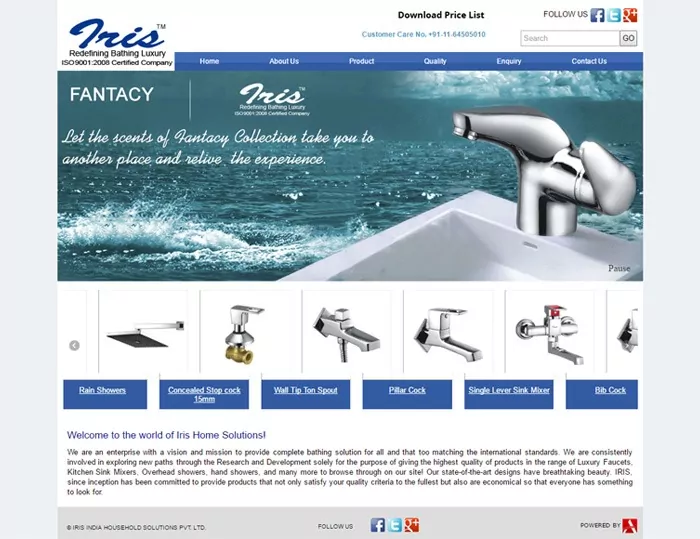 Iris TM
Redefining Bathing Luxury
ISO9001:2008 Certified Company
Download Price List
Customer Care No. +91-11.64505010
FOLLOW US
Search GO
Home About Us Product Quality Enquiry Contact Us
FANTACY
Iris TM
Redefining Bathing Luxury
ISO9001:2008 Certified Company
Let the scents of Fantacy Collection take you to
another place and relive the experience.
Pause
Rain Showers
Concealed Stop cock
15mm
Wall Tip Ton Spout
Pillar Cock
Single Lever Sink Mixer
Bib Cock
Welcome to the world of Iris Home Solutions!
We are an enterprise with a vision and mission to provide complete bathing solution for all and that too matching the international standards. We are consistently
involved in exploring new paths through the Research and Development solely for the purpose of giving the highest quality of products in the range of Luxury Faucets,
Kitchen Sink Mixers, Overhead showers, hand showers, and many more to browse through on our site! Our state-of-the-art designs have breathtaking beauty. IRIS,
since inception has been committed to provide products that not only satisfy your quality criteria to the fullest but also are economical so that everyone has something
to look for.
© IRIS INDIA HOUSEHOLD SOLUTIONS PVT. LTD.
FOLLOW US
POWERED BY